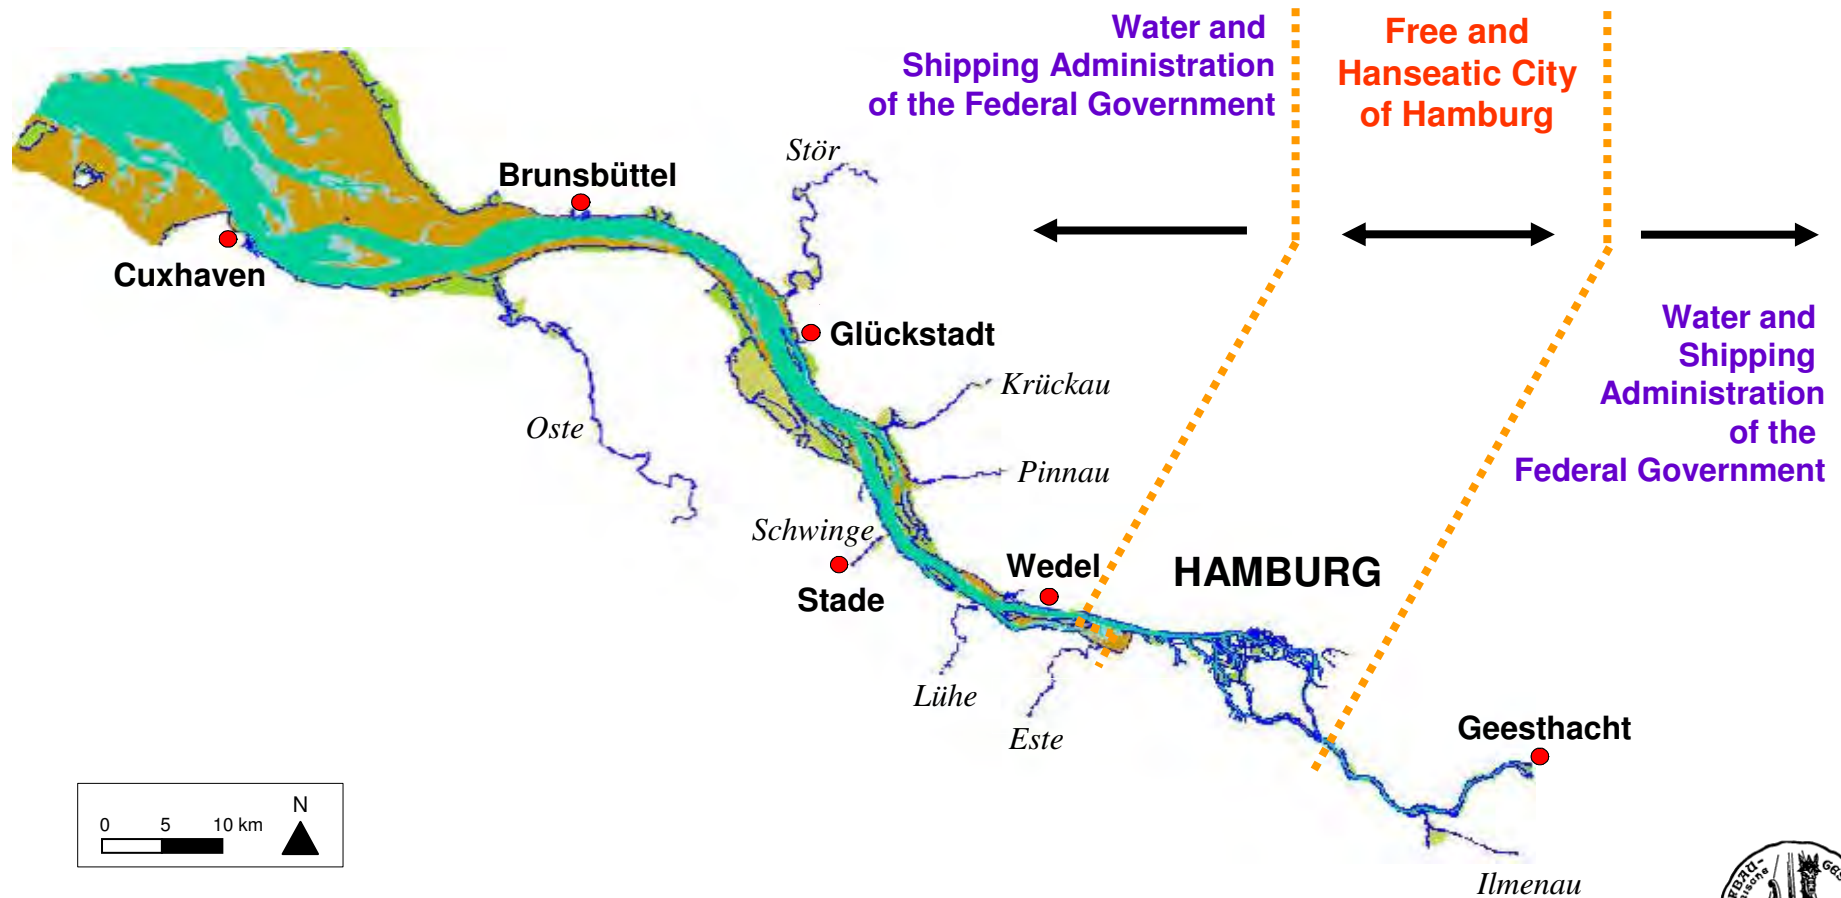 Water and
Shipping Administration
of the Federal Government
Free and
Hanseatic City
of Hamburg
Stör
Brunsbüttel
Cuxhaven
Glückstadt
Water and
Shipping
Administration
of the
Federal Government
Krückau
Oste
Pinnau
Schwinge
Stade
Wedel
HAMBURG
Lühe
Este
Geesthacht
N
0 5 10 km
Ilmenau